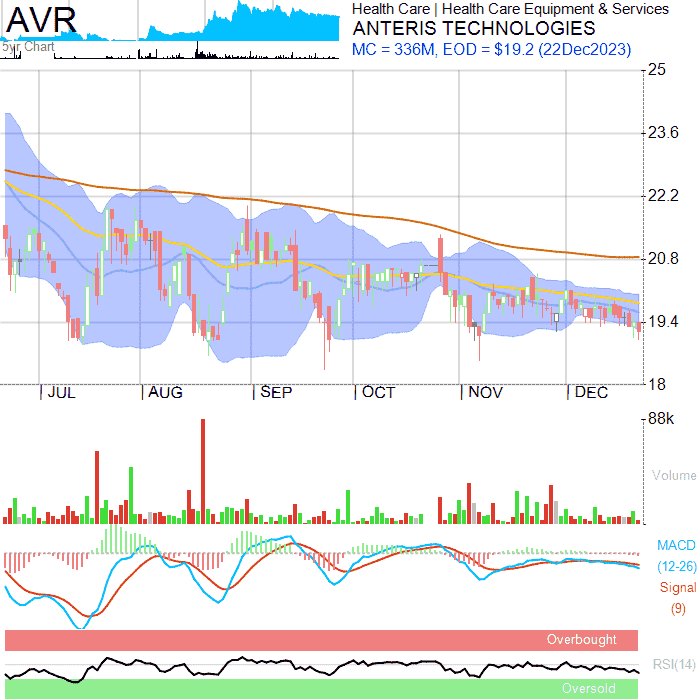 AVR
5yr Chart
Health Care | Health Care Equipment & Services
ANTERIS TECHNOLOGIES
MC = 336M, EOD = $19.2 (22Dec2023)
25
23.6
22.2
20.8
19.4
18
| JUL | AUG | SEP | OCT | NOV | DEC
88k
Volume
MACD
(12-26)
Signal
(9)
Overbought
RSI(14)
Oversold